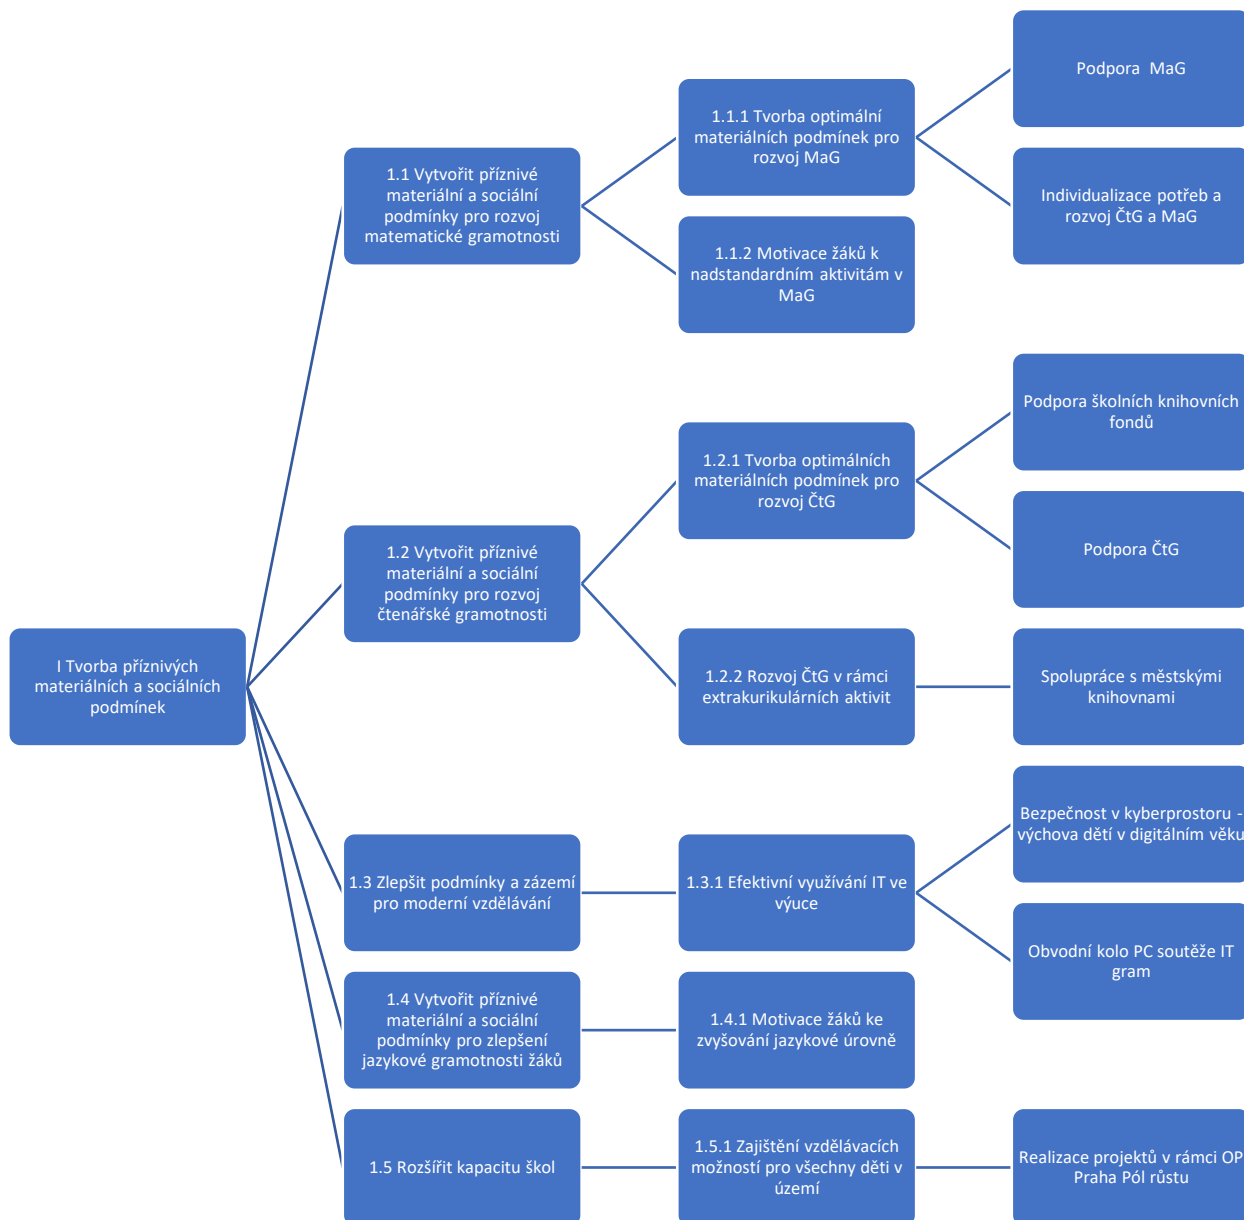 I Tvorba příznivých
materiálních a sociálních
podmínek
1.1 Vytvořit příznivé
materiální a sociální
podmínky pro rozvoj
matematické gramotnosti
1.1.1 Tvorba optimální
materiálních podmínek pro
rozvoj MaG
Podpora  MaG
Individualizace potřeb a
rozvoj ČtG a MaG
1.1.2 Motivace žáků k
nadstandardním aktivitám v
MaG
1.2 Vytvořit příznivé
materiální a sociální
podmínky pro rozvoj
čtenářské gramotnosti
1.2.1 Tvorba optimálních
materiálních podmínek pro
rozvoj ČtG
Podpora školních knihovních
fondů
Podpora ČtG
1.2.2 Rozvoj ČtG v rámci
extrakurikulárních aktivit
Spolupráce s městskými
knihovnami
1.3 Zlepšit podmínky a zázemí
pro moderní vzdělávání
1.3.1 Efektivní využívání IT ve
výuce
Bezpečnost v kyberprostoru -
výchova dětí v digitálním věku
Obvodní kolo PC soutěže IT
gram
1.4 Vytvořit příznivé
materiální a sociální
podmínky pro zlepšení
jazykové gramotnosti žáků
1.4.1 Motivace žáků ke
zvyšování jazykové úrovně
1.5 Rozšířit kapacitu škol
1.5.1 Zajištění vzdělávacích
možností pro všechny děti v
území
Realizace projektů v rámci OP
Praha Pól růstu